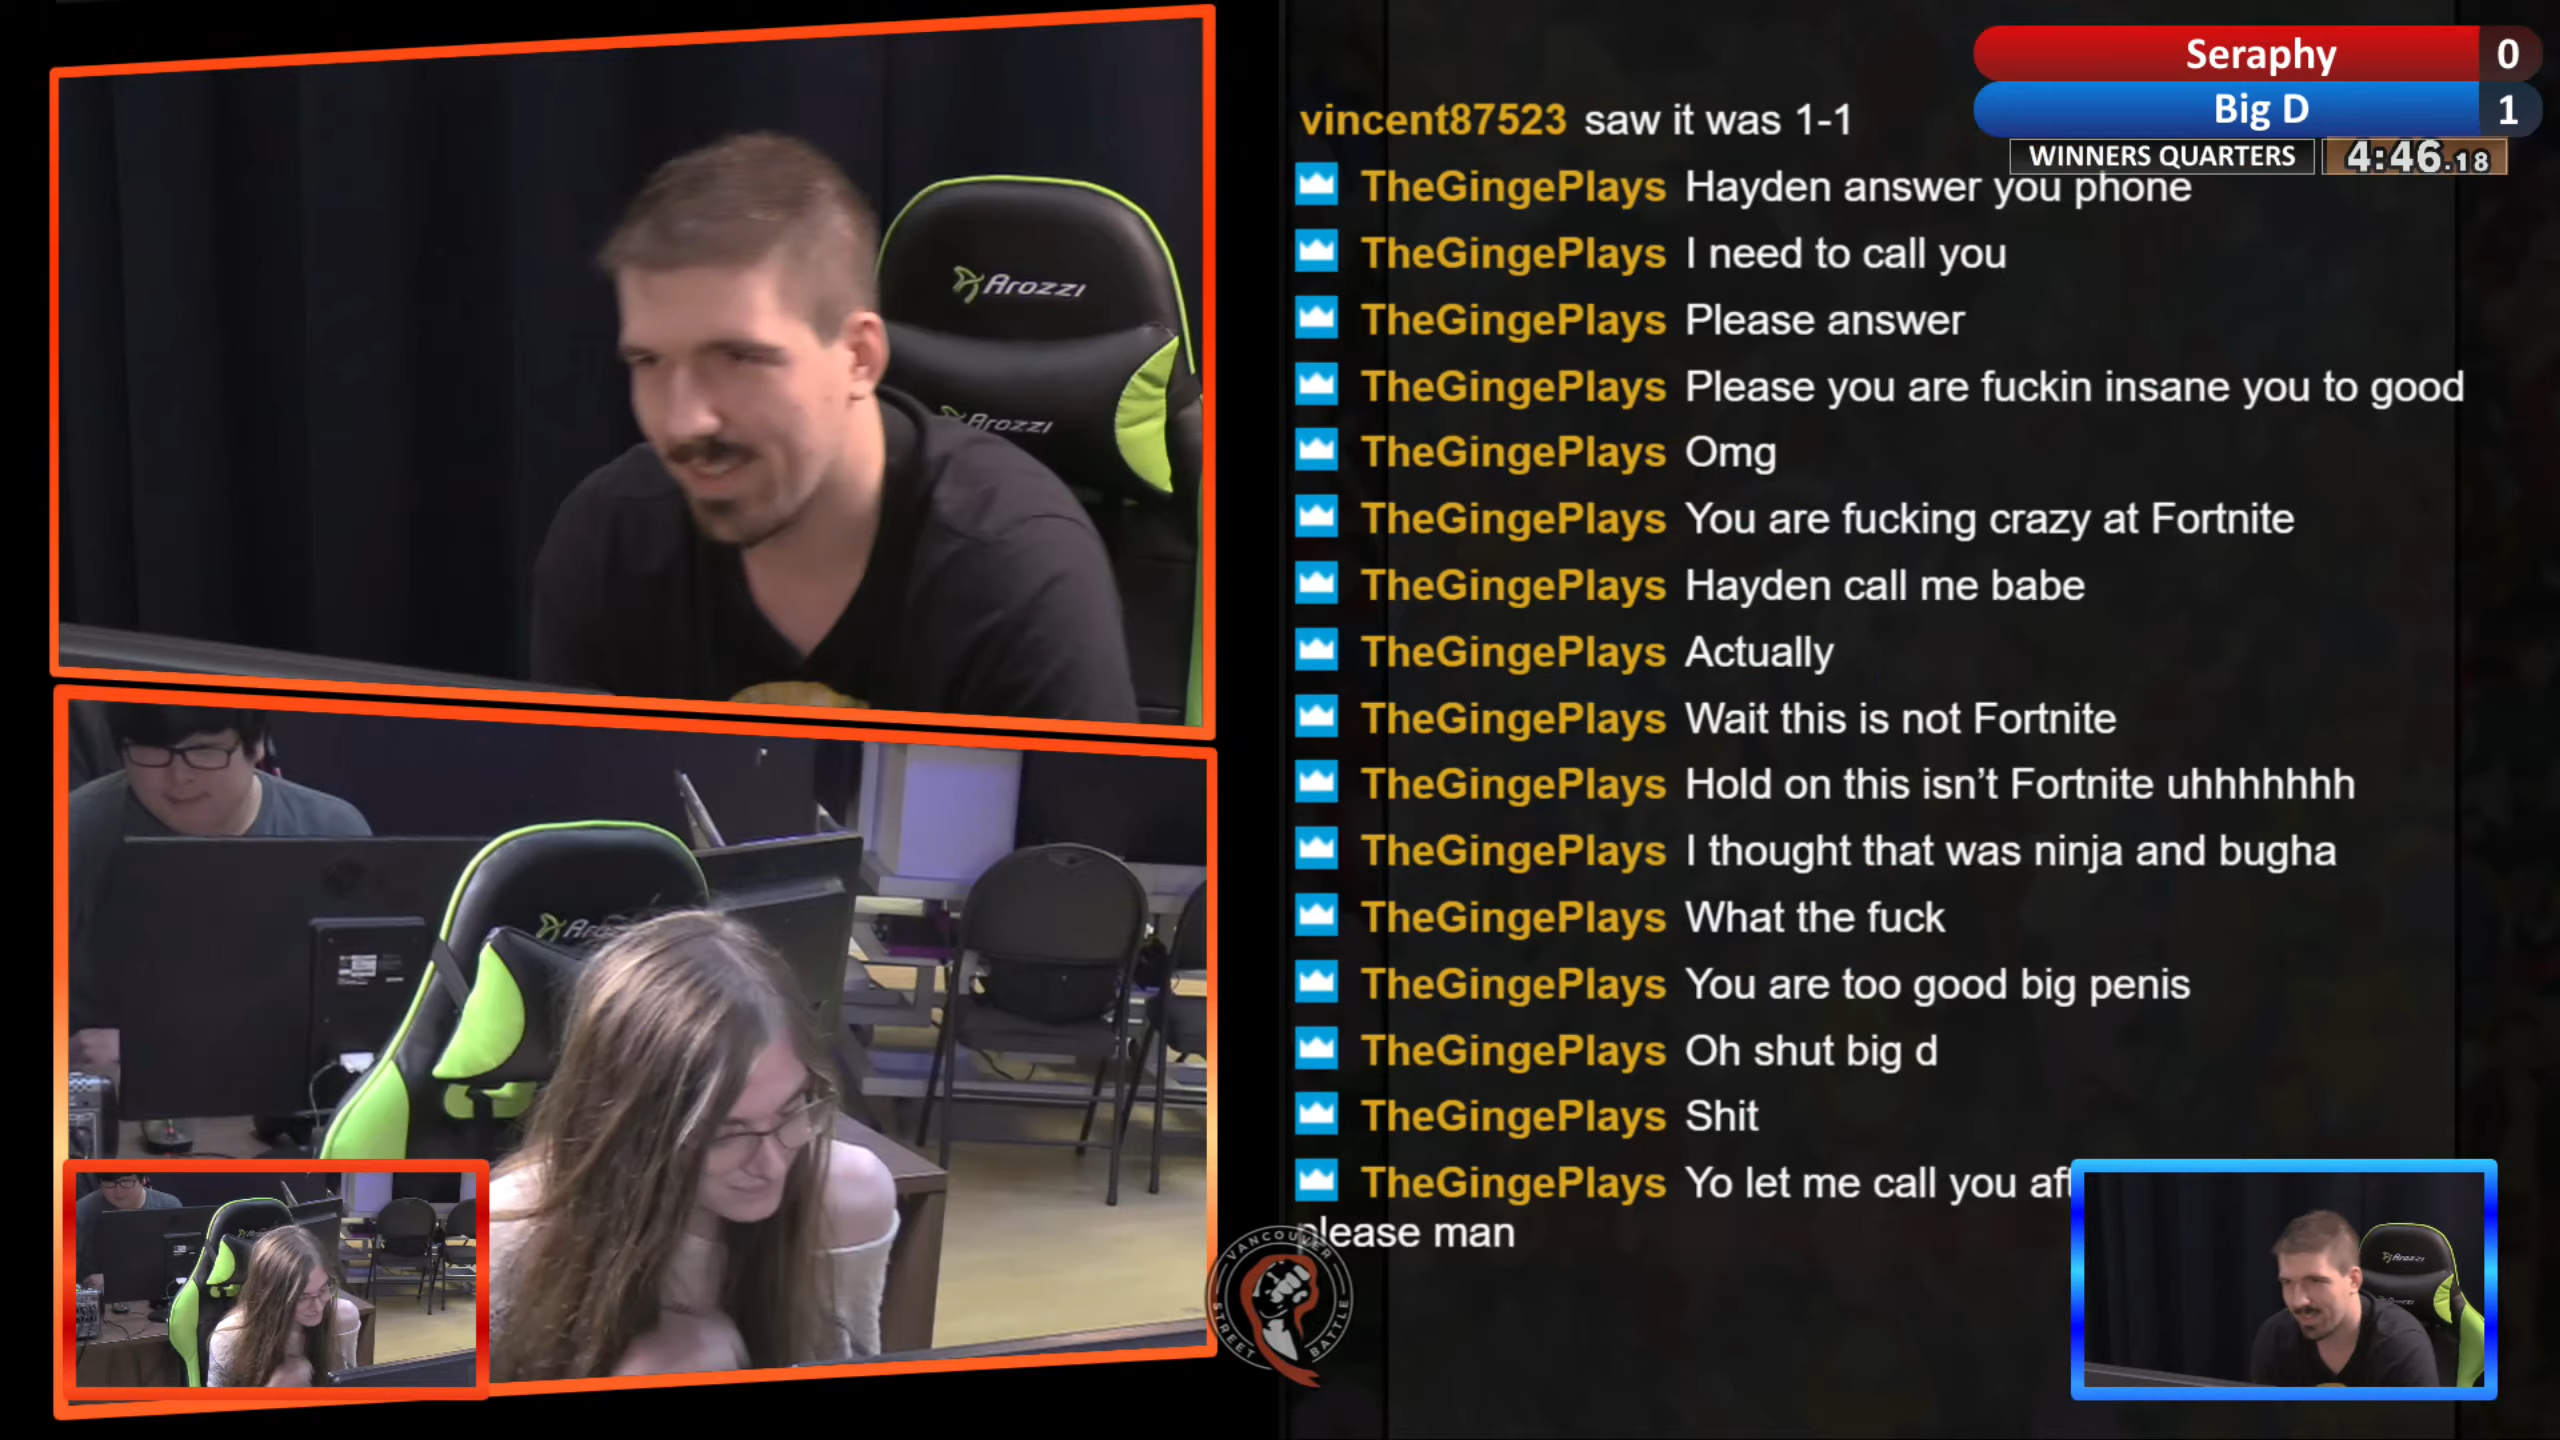 Seraphy 0
Big D 1
WINNERS QUARTERS 4:46.18
vincent87523 saw it was 1-1
TheGingePlays Hayden answer you phone
TheGingePlays I need to call you
TheGingePlays Please answer
TheGingePlays Please you are fuckin insane you to good
TheGingePlays Omg
TheGingePlays You are fucking crazy at Fortnite
TheGingePlays Hayden call me babe
TheGingePlays Actually
TheGingePlays Wait this is not Fortnite
TheGingePlays Hold on this isn’t Fortnite uhhhhhhh
TheGingePlays I thought that was ninja and bugha
TheGingePlays What the fuck
TheGingePlays You are too good big penis
TheGingePlays Oh shut big d
TheGingePlays Shit
TheGingePlays Yo let me call you aft
please man
Arozzi
Arozzi
VANCOUVER
STREET BATTLE
Arozzi